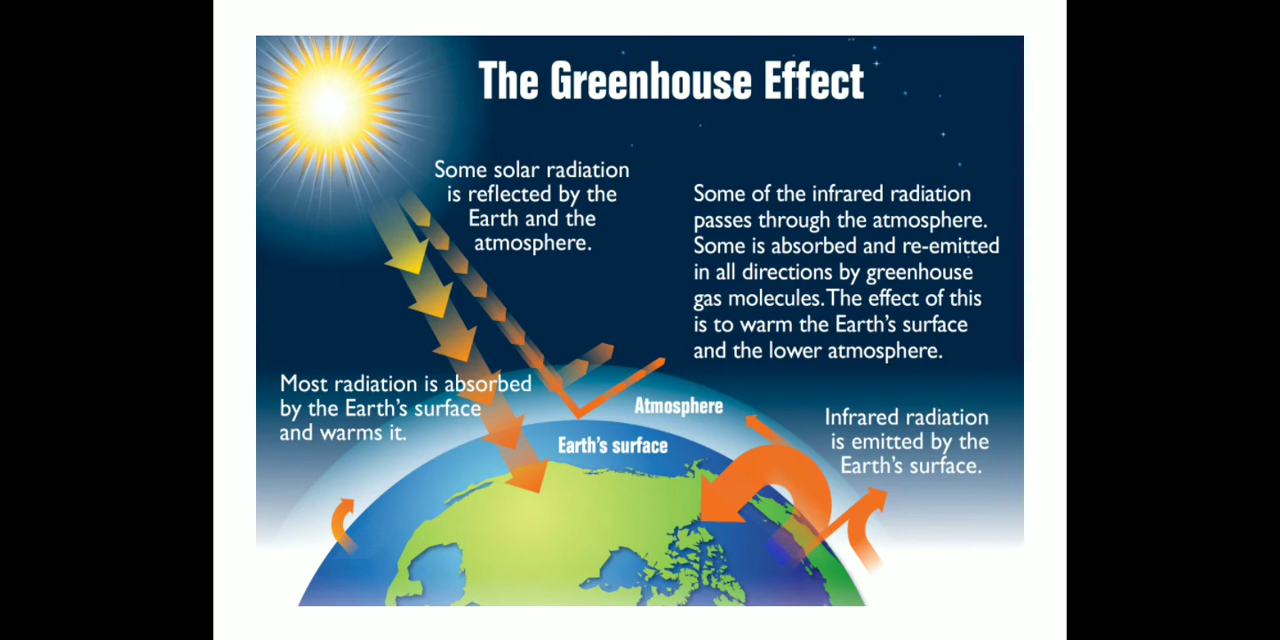 The Greenhouse Effect
Some solar radiation
is reflected by the
Earth and the
atmosphere.
Some of the infrared radiation
passes through the atmosphere.
Some is absorbed and re-emitted
in all directions by greenhouse
gas molecules. The effect of this
is to warm the Earth's surface
and the lower atmosphere.
Most radiation is absorbed
by the Earth's surface
and warms it.
Atmosphere
Earth's surface
Infrared radiation
is emitted by the
Earth's surface.